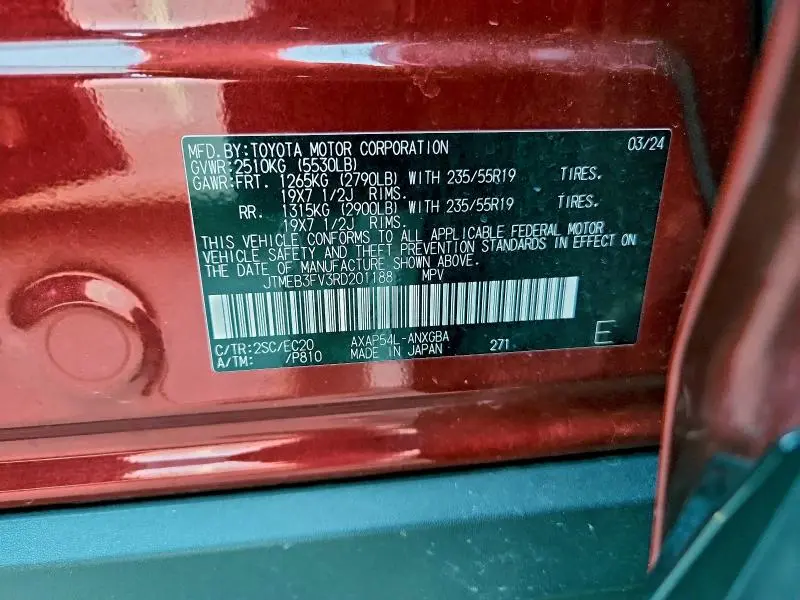 MFD. BY:TOYOTA MOTOR CORPORATION 03/24
GVWR:2510KG (5530LB)
GAWR:FRT. 1265KG (2790LB) WITH 235/55R19 TIRES.
19X7 1/2J RIMS.
RR. 1315KG (2900LB) WITH 235/55R19 TIRES.
19X7 1/2J RIMS.
THIS VEHICLE CONFORMS TO ALL APPLICABLE FEDERAL MOTOR
VEHICLE SAFETY AND THEFT PREVENTION STANDARDS IN EFFECT ON
THE DATE OF MANUFACTURE SHOWN ABOVE.
JTMEB3FV3RD201188 MPV
C/TR:2SC/EC20 AXAP54L-ANXGBA 271 E
A/TM: /P810 MADE IN JAPAN